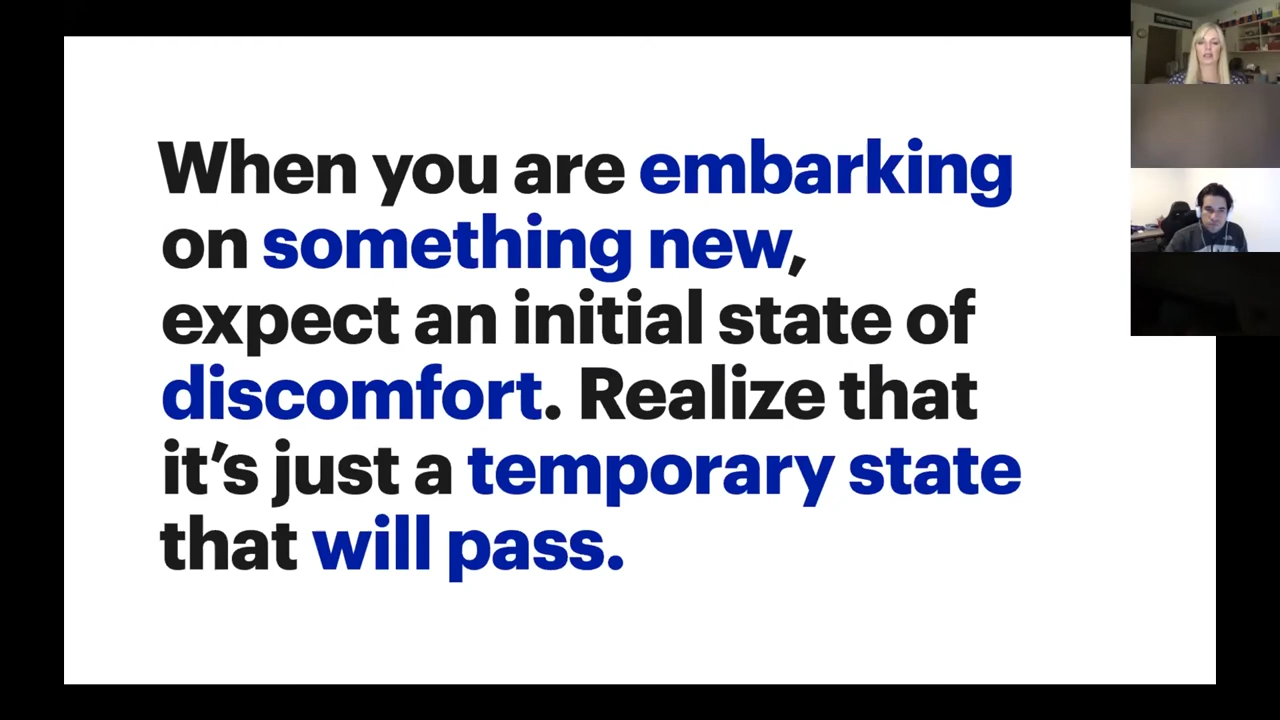 When you are embarking
on something new,
expect an initial state of
discomfort. Realize that
it’s just a temporary state
that will pass.